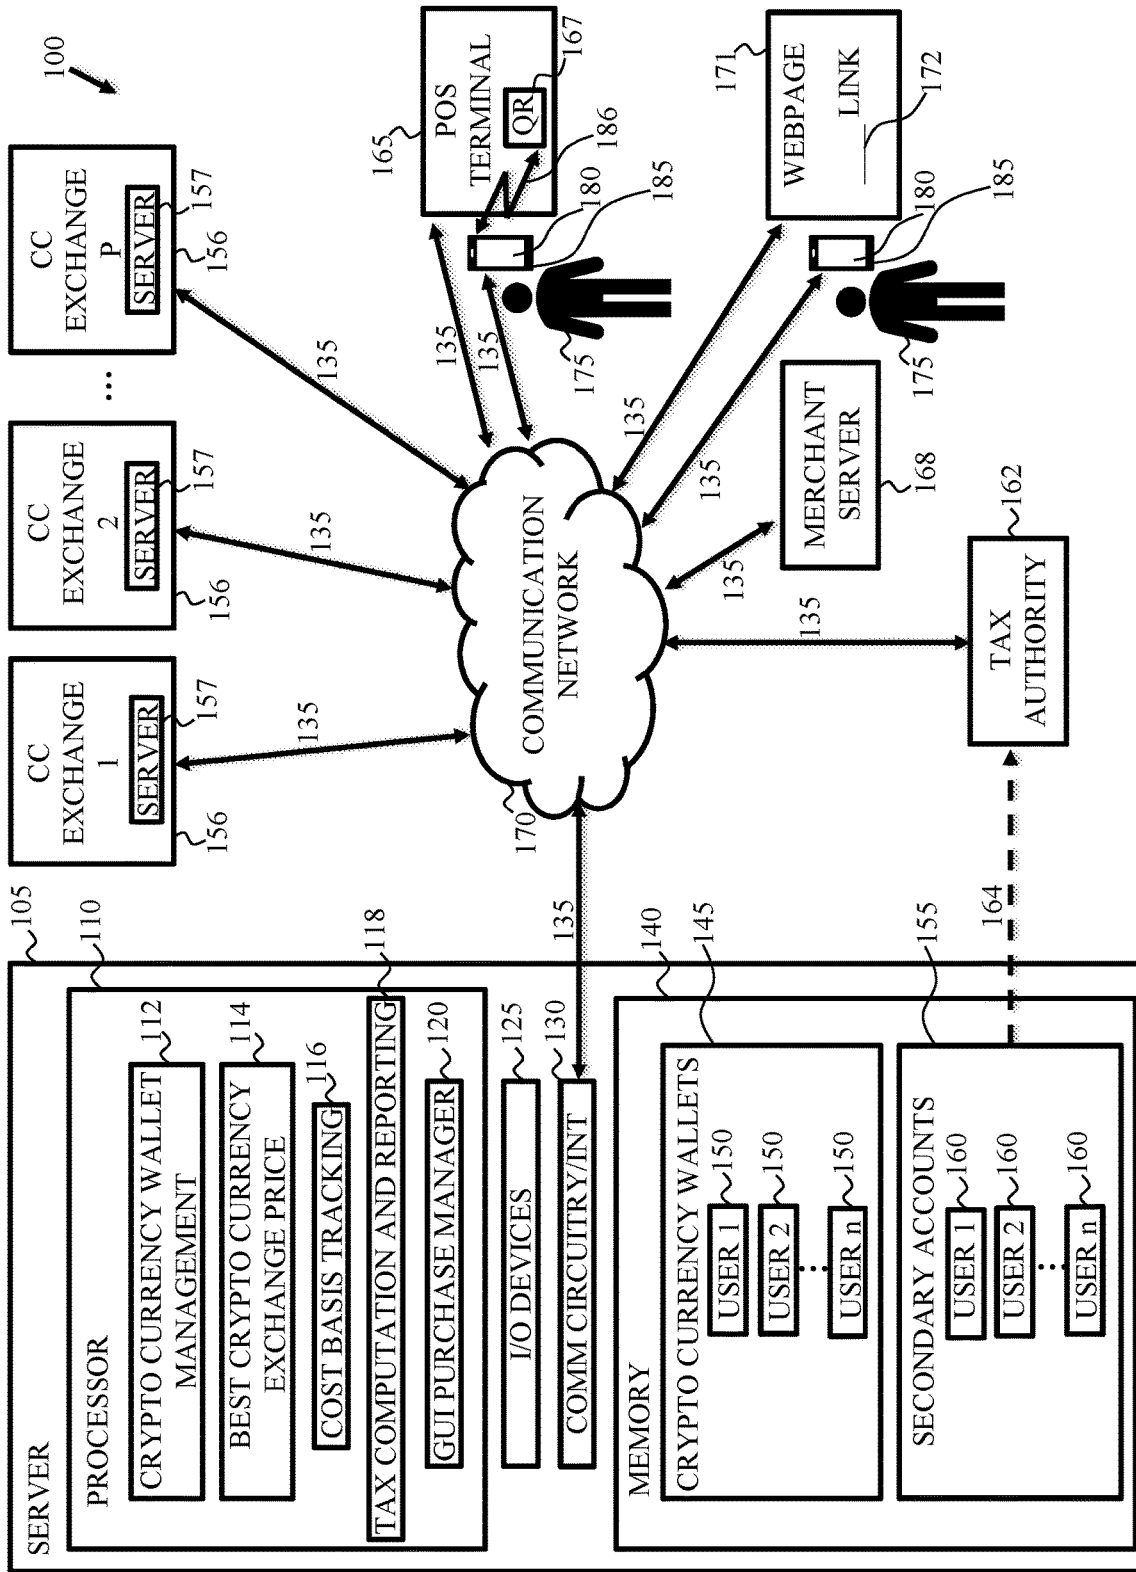 100
SERVER
105
PROCESSOR
110
CRYPTO CURRENCY WALLET
MANAGEMENT
112
BEST CRYPTO CURRENCY
EXCHANGE PRICE
114
COST BASIS TRACKING
116
TAX COMPUTATION AND REPORTING
118
GUI PURCHASE MANAGER
120
I/O DEVICES
125
COMM CIRCUITRY/INT
130
135
MEMORY
140
CRYPTO CURRENCY WALLETS
145
USER 1
150
USER 2
150
...
USER n
150
SECONDARY ACCOUNTS
155
USER 1
160
USER 2
160
...
USER n
160
164
CC
EXCHANGE
1
SERVER
157
156
135
CC
EXCHANGE
2
SERVER
157
156
135
...
CC
EXCHANGE
P
SERVER
157
156
135
COMMUNICATION
NETWORK
170
POS
TERMINAL
165
QR
167
186
180
185
135
135
175
WEBPAGE
171
LINK
172
180
185
135
135
175
MERCHANT
SERVER
168
135
TAX
AUTHORITY
162
135